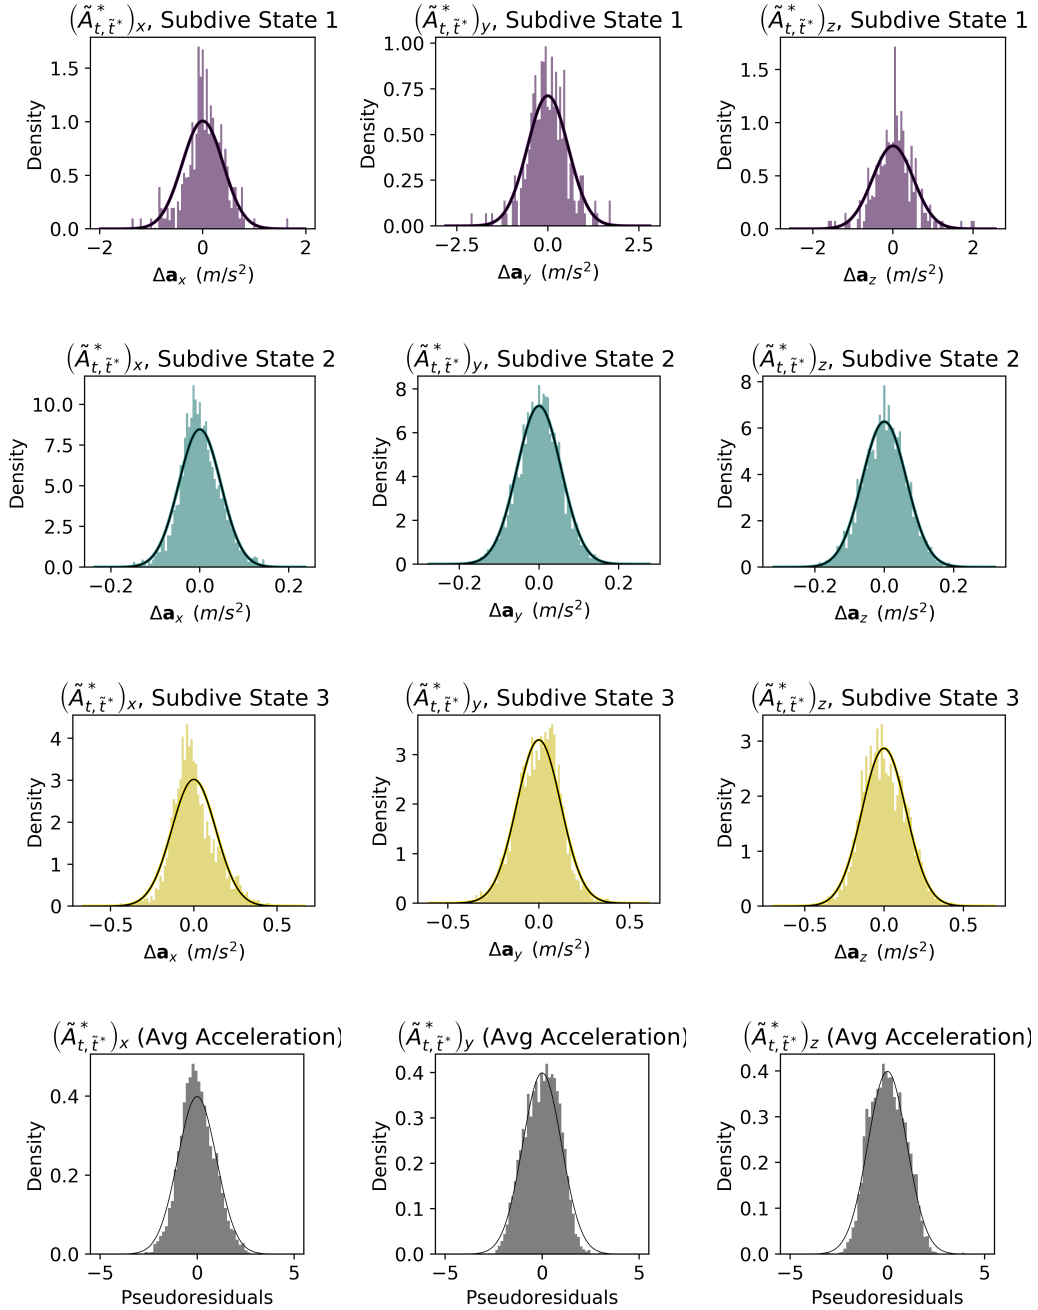 (Ã*t,t̃*)x, Subdive State 1
(Ã*t,t̃*)y, Subdive State 1
(Ã*t,t̃*)z, Subdive State 1
Density
1.5
1.0
0.5
0.0
−2
0
2
Δax (m/s²)
Density
1.00
0.75
0.50
0.25
0.00
−2.5
0.0
2.5
Δay (m/s²)
Density
1.5
1.0
0.5
0.0
−2
0
2
Δaz (m/s²)
(Ã*t,t̃*)x, Subdive State 2
(Ã*t,t̃*)y, Subdive State 2
(Ã*t,t̃*)z, Subdive State 2
Density
10.0
7.5
5.0
2.5
0.0
−0.2
0.0
0.2
Δax (m/s²)
Density
8
6
4
2
0
−0.2
0.0
0.2
Δay (m/s²)
Density
8
6
4
2
0
−0.2
0.0
0.2
Δaz (m/s²)
(Ã*t,t̃*)x, Subdive State 3
(Ã*t,t̃*)y, Subdive State 3
(Ã*t,t̃*)z, Subdive State 3
Density
4
3
2
1
0
−0.5
0.0
0.5
Δax (m/s²)
Density
3
2
1
0
−0.5
0.0
0.5
Δay (m/s²)
Density
3
2
1
0
−0.5
0.0
0.5
Δaz (m/s²)
(Ã*t,t̃*)x (Avg Acceleration)
(Ã*t,t̃*)y (Avg Acceleration)
(Ã*t,t̃*)z (Avg Acceleration)
Density
0.4
0.2
0.0
−5
0
5
Pseudoresiduals
Density
0.4
0.3
0.2
0.1
0.0
−5
0
5
Pseudoresiduals
Density
0.4
0.3
0.2
0.1
0.0
−5
0
5
Pseudoresiduals